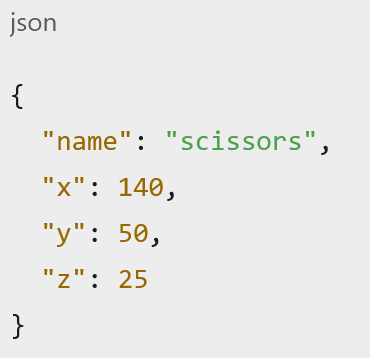 json
{
  "name": "scissors",
  "x": 140,
  "y": 50,
  "z": 25
}